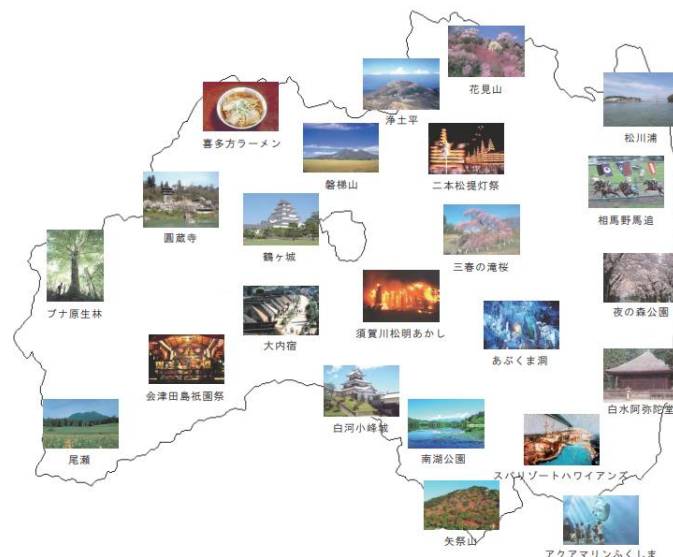 花見山
浄土平
松川浦
喜多方ラーメン
磐梯山
二本松提灯祭
相馬野馬追
圓蔵寺
鶴ヶ城
三春の滝桜
ブナ原生林
大内宿
須賀川松明あかし
夜の森公園
あぶくま洞
会津田島祇園祭
白河小峰城
白水阿弥陀堂
尾瀬
南湖公園
スパリゾートハワイアンズ
矢祭山
アクアマリンふくしま